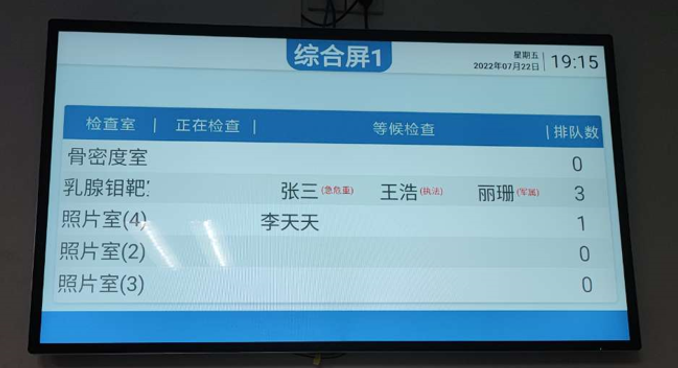 综合屏1
星期五
2022年07月22日
19:15
检查室 | 正在检查 | 等候检查 | 排队数
骨密度室 0
乳腺钼靶 张三(急危重) 王浩(执法) 丽珊(军属) 3
照片室(4) 李天天 1
照片室(2) 0
照片室(3) 0